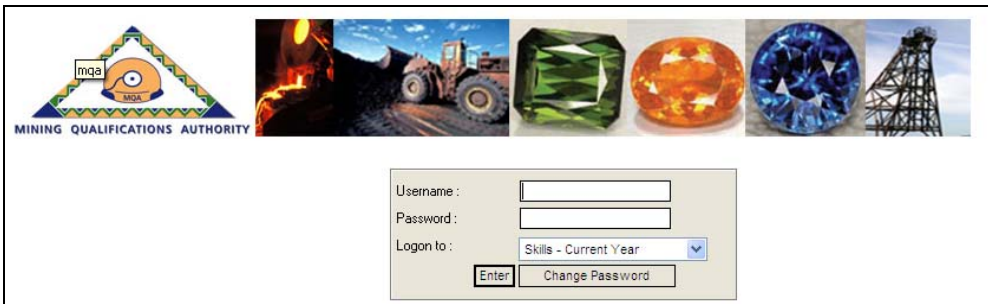 mqa
MQA
MINING QUALIFICATIONS AUTHORITY
Username :
Password :
Logon to :
Skills - Current Year
Enter
Change Password